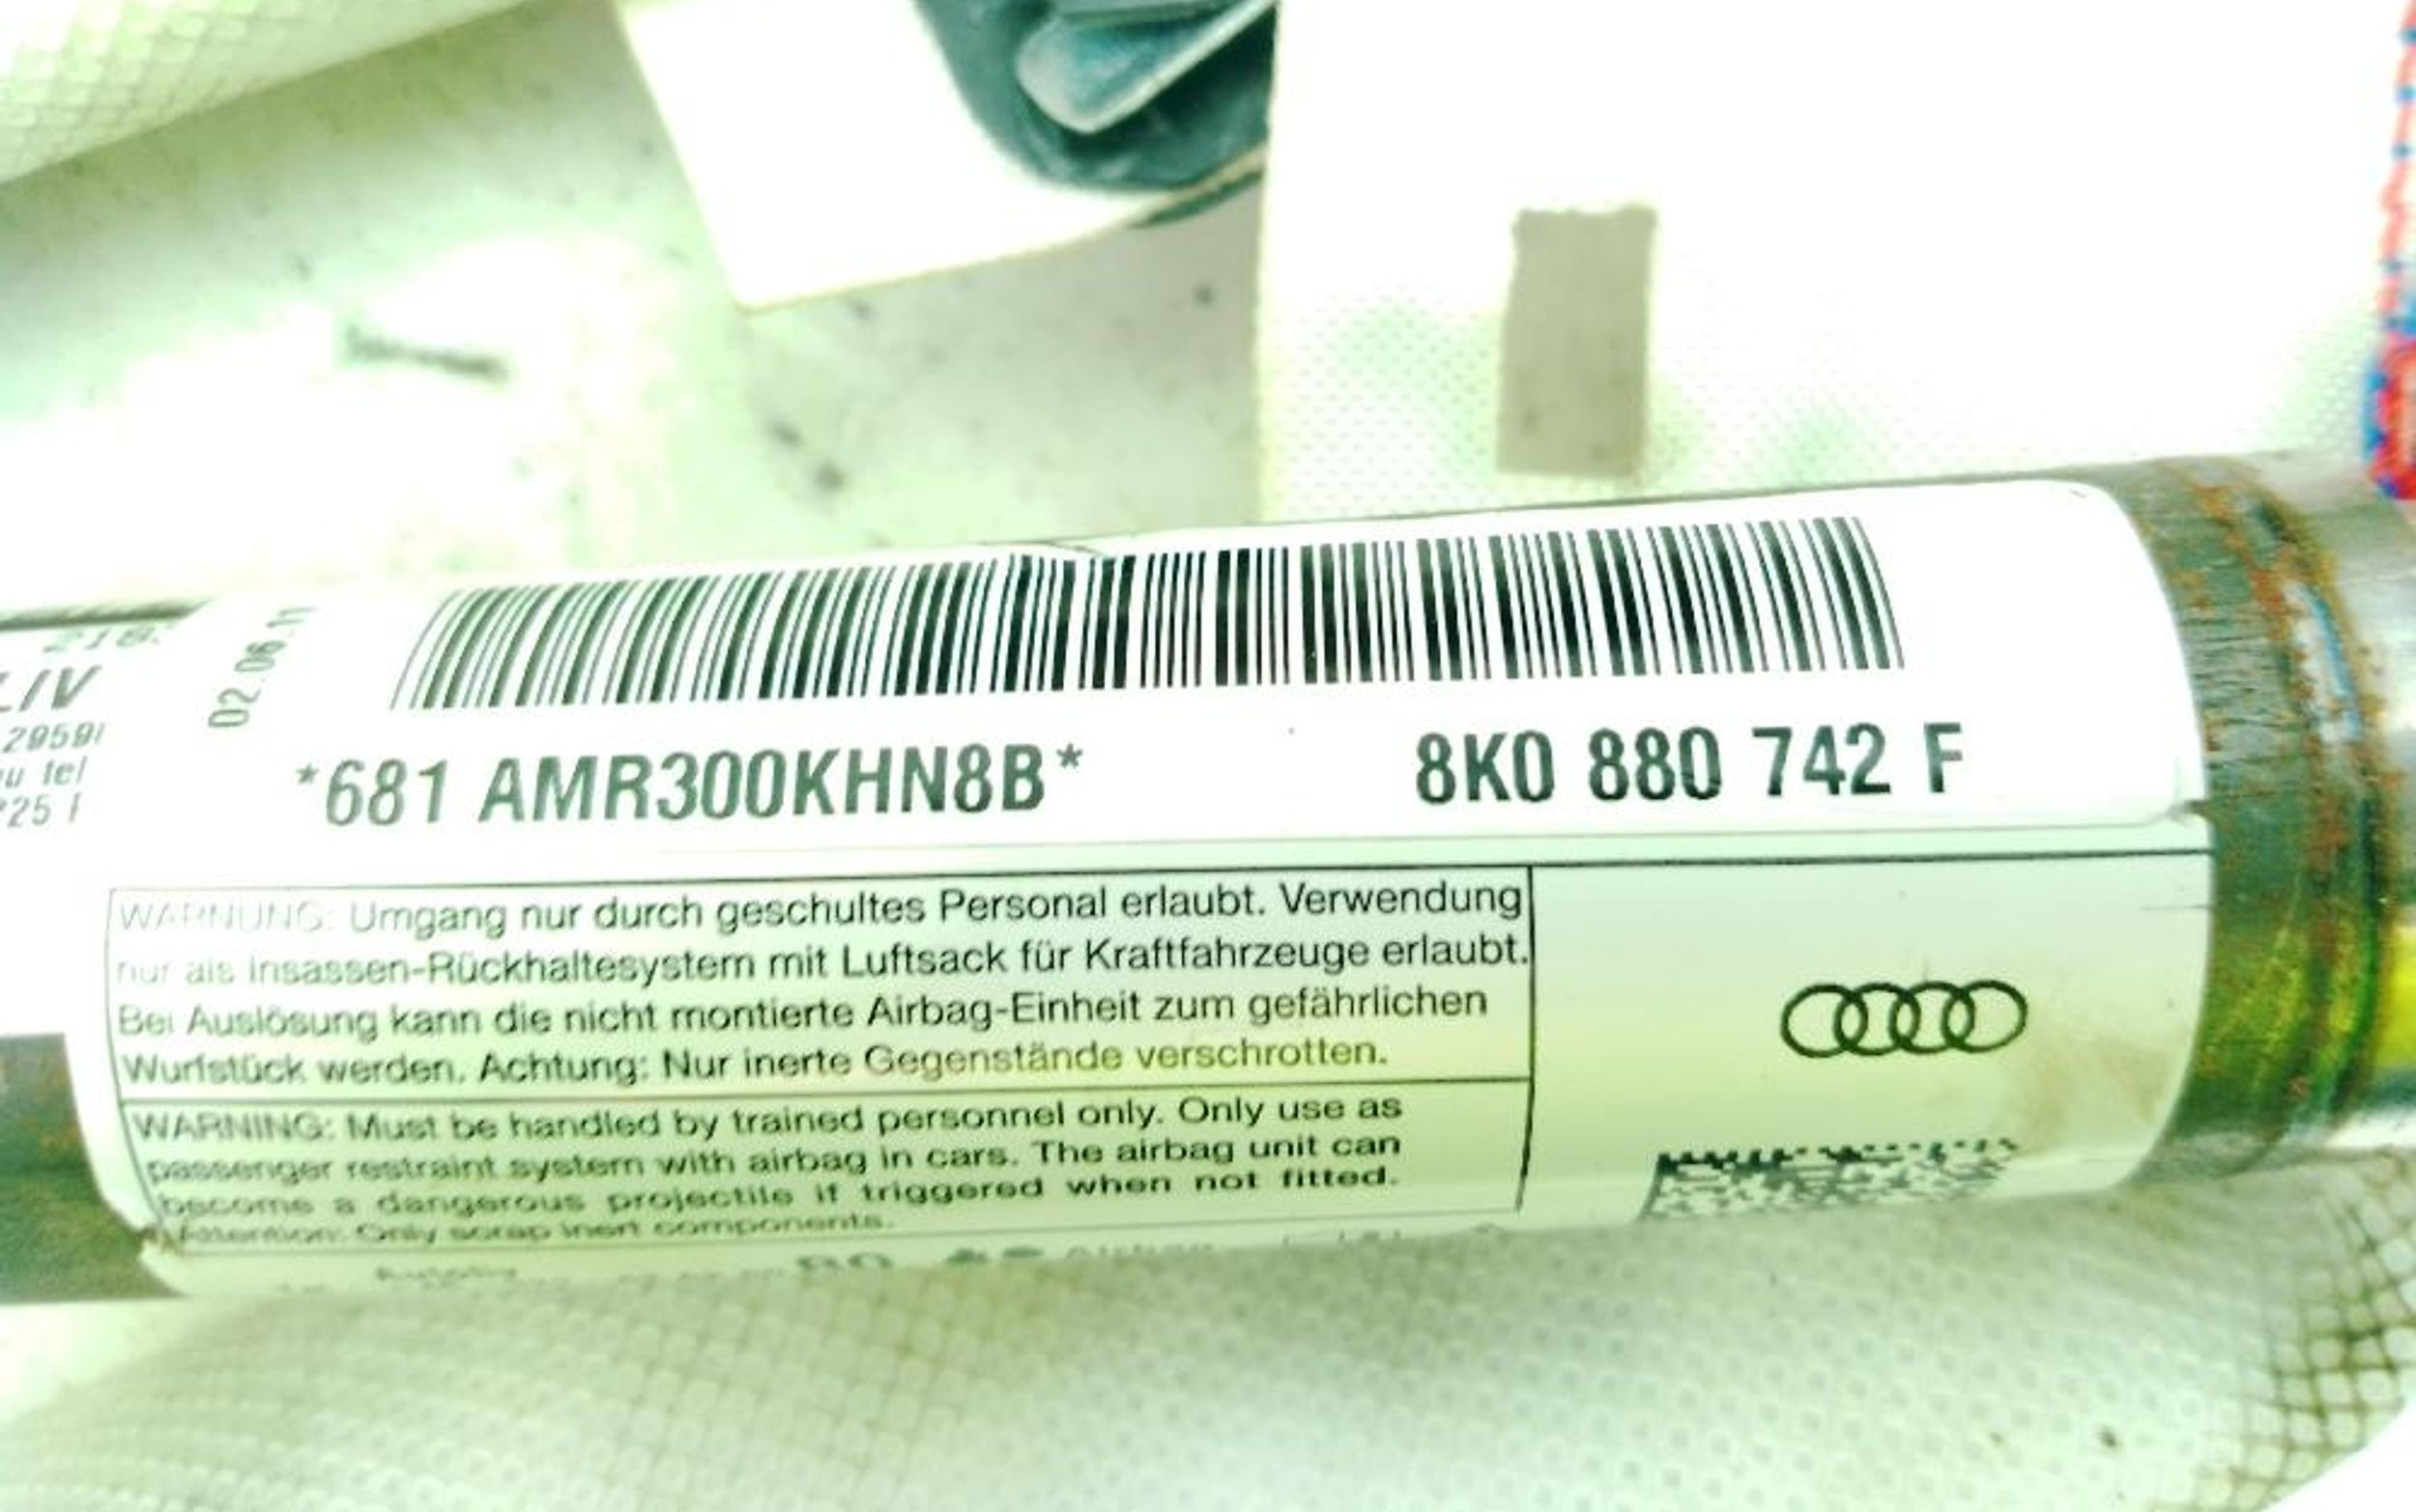 LIV
02.06.11
*681 AMR300KHN8B*
8K0 880 742 F
WARNUNG: Umgang nur durch geschultes Personal erlaubt. Verwendung
nur als Insassen-Rückhaltesystem mit Luftsack für Kraftfahrzeuge erlaubt.
Bei Auslösung kann die nicht montierte Airbag-Einheit zum gefährlichen
Wurfstück werden. Achtung: Nur inerte Gegenstände verschrotten.
WARNING: Must be handled by trained personnel only. Only use as
passenger restraint system with airbag in cars. The airbag unit can
become a dangerous projectile if triggered when not fitted.
Attention: Only scrap inert components.